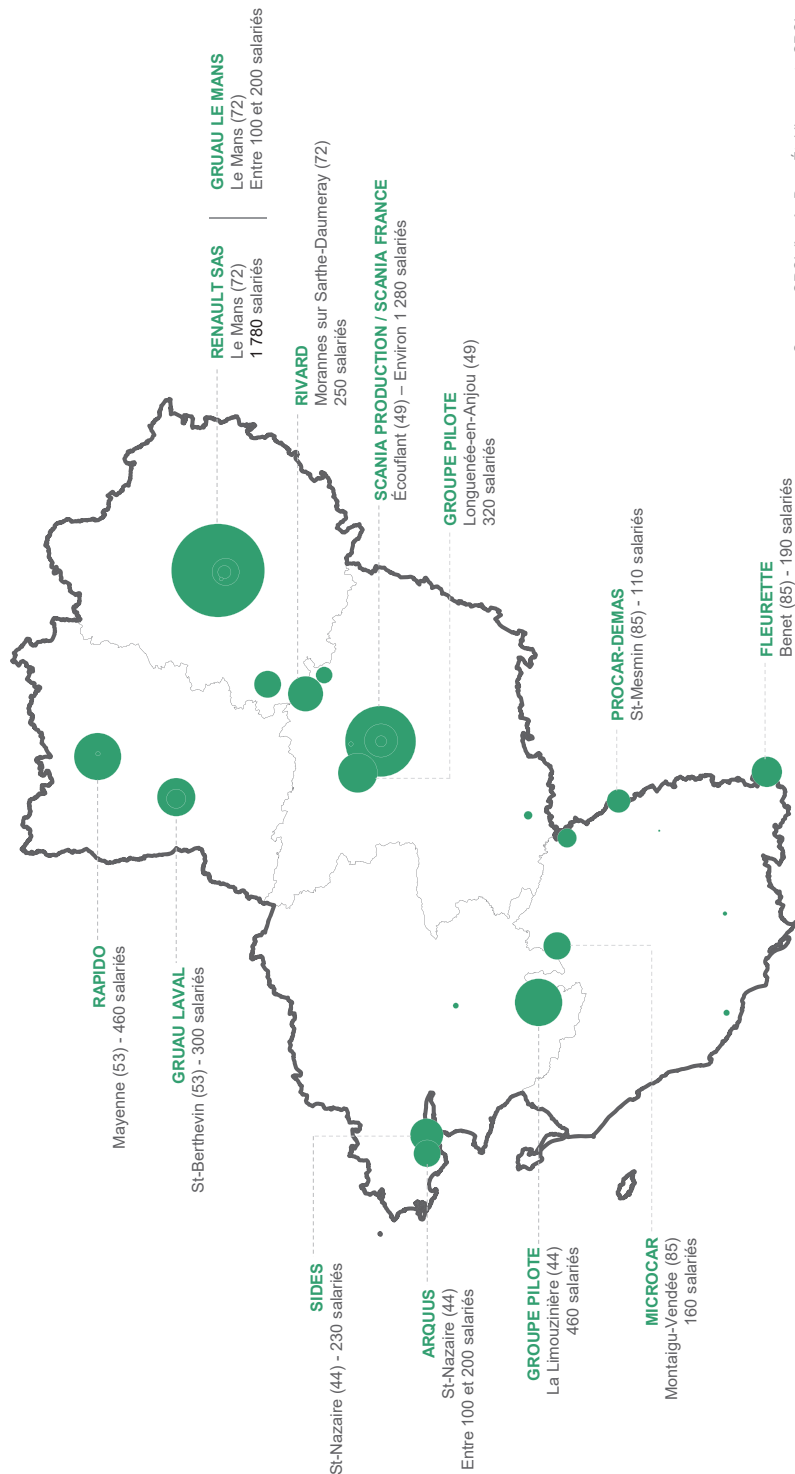 RAPIDO
Mayenne (53) - 460 salariés
GRUAU LAVAL
St-Berthevin (53) - 300 salariés
SIDES
St-Nazaire (44) - 230 salariés
ARQUUS
St-Nazaire (44)
Entre 100 et 200 salariés
GROUPE PILOTE
La Limouzinière (44)
460 salariés
MICROCAR
Montaigu-Vendée (85)
160 salariés
RENAULT SAS
Le Mans (72)
1 780 salariés
GRUAU LE MANS
Le Mans (72)
Entre 100 et 200 salariés
RIVARD
Morannes sur Sarthe-Daumeray (72)
250 salariés
SCANIA PRODUCTION / SCANIA FRANCE
Écouflant (49) – Environ 1 280 salariés
GROUPE PILOTE
Longuenée-en-Anjou (49)
320 salariés
PROCAR-DEMAS
St-Mesmin (85) - 110 salariés
FLEURETTE
Benet (85) - 190 salariés